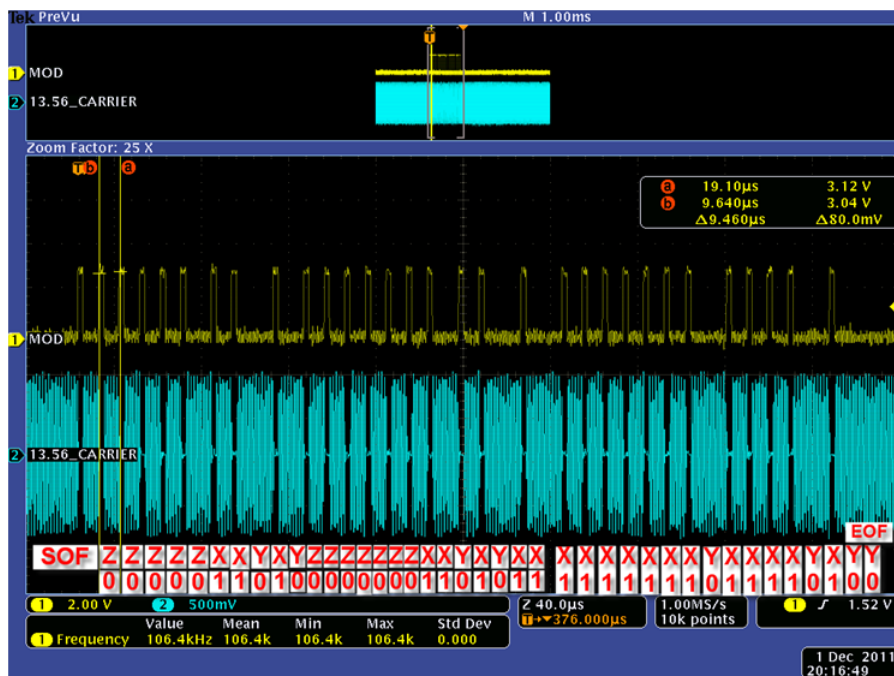 Tek PreVu M 1.00ms
T
1 MOD
2 13.56_CARRIER
Zoom Factor: 25 X
T b a
a 19.10µs 3.12 V
b 9.640µs 3.04 V
Δ9.460µs Δ80.0mV
1 MOD
2 13.56_CARRIER
EOF
SOF Z Z Z Z Z X X Y X Y Z Z Z Z Z Z Z X X Y X Y X X X X X X X X X Y X X X X Y X Y Y
0 0 0 0 0 1 1 0 1 0 0 0 0 0 0 0 0 1 1 0 1 0 1 1 1 1 1 1 1 1 1 0 1 1 1 1 0 1 0 0
1 2.00 V 2 500mV Z 40.0µs 1.00MS/s 1 1.52 V
T→▼376.000µs 10k points
Value Mean Min Max Std Dev
1 Frequency 106.4kHz 106.4k 106.4k 106.4k 0.000
1 Dec 2011
20:16:49